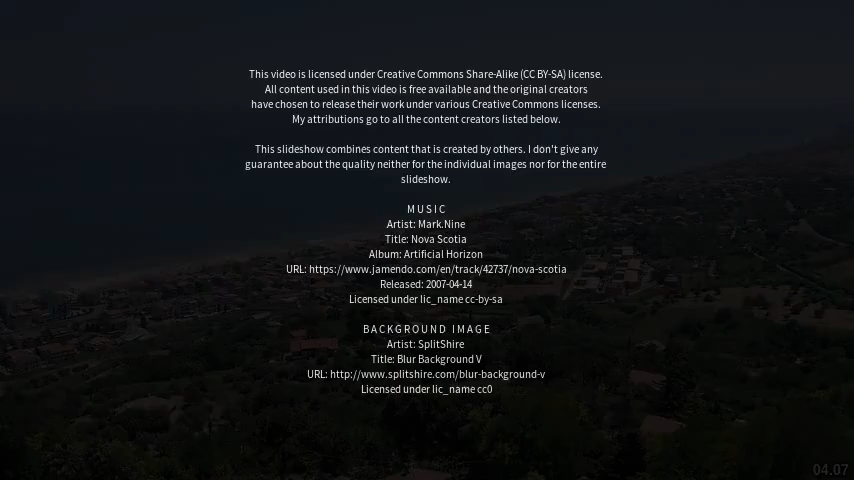 This video is licensed under Creative Commons Share-Alike (CC BY-SA) license.
All content used in this video is free available and the original creators
have chosen to release their work under various Creative Commons licenses.
My attributions go to all the content creators listed below.
This slideshow combines content that is created by others. I don't give any
guarantee about the quality neither for the individual images nor for the entire
slideshow.
MUSIC
Artist: Mark.Nine
Title: Nova Scotia
Album: Artificial Horizon
URL: https://www.jamendo.com/en/track/42737/nova-scotia
Released: 2007-04-14
Licensed under lic_name cc-by-sa
BACKGROUND IMAGE
Artist: SplitShire
Title: Blur Background V
URL: http://www.splitshire.com/blur-background-v
Licensed under lic_name cc0
04.07